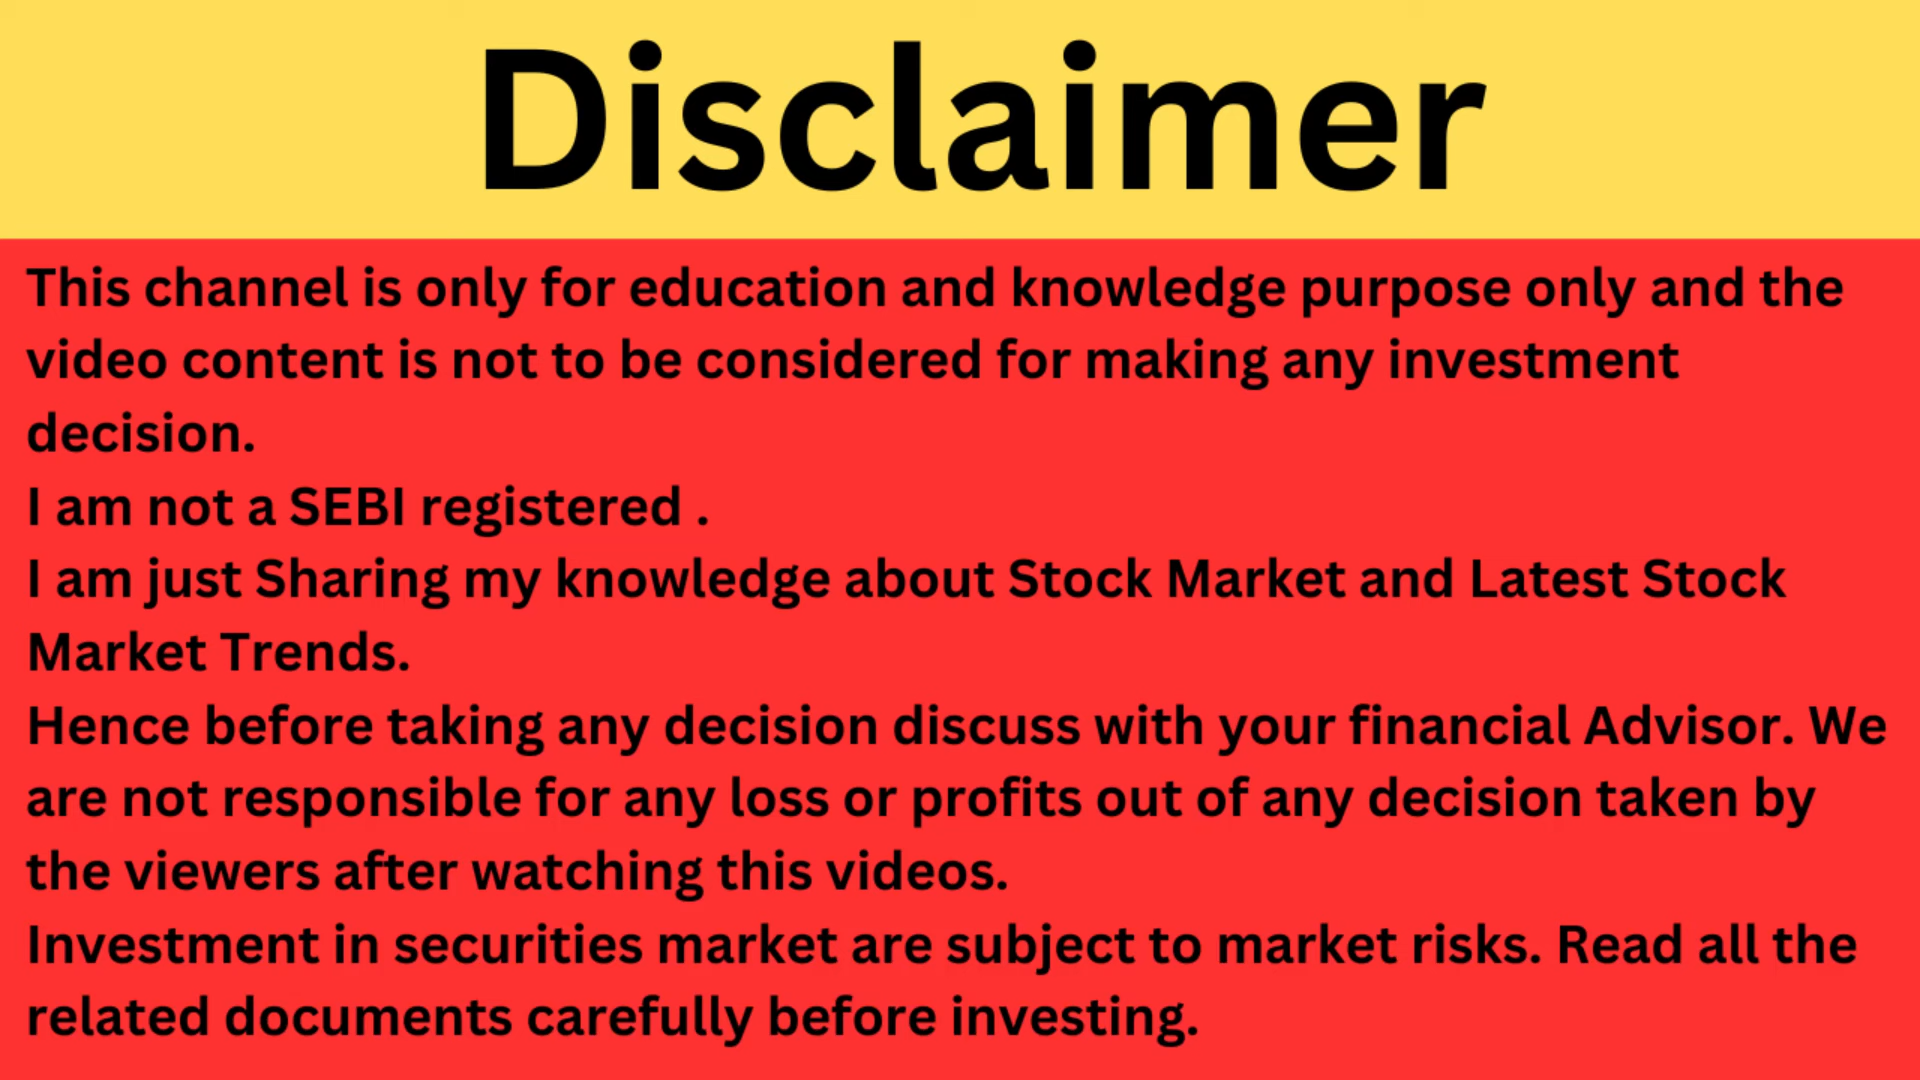 Disclaimer
This channel is only for education and knowledge purpose only and the
video content is not to be considered for making any investment
decision.
I am not a SEBI registered .
I am just Sharing my knowledge about Stock Market and Latest Stock
Market Trends.
Hence before taking any decision discuss with your financial Advisor. We
are not responsible for any loss or profits out of any decision taken by
the viewers after watching this videos.
Investment in securities market are subject to market risks. Read all the
related documents carefully before investing.